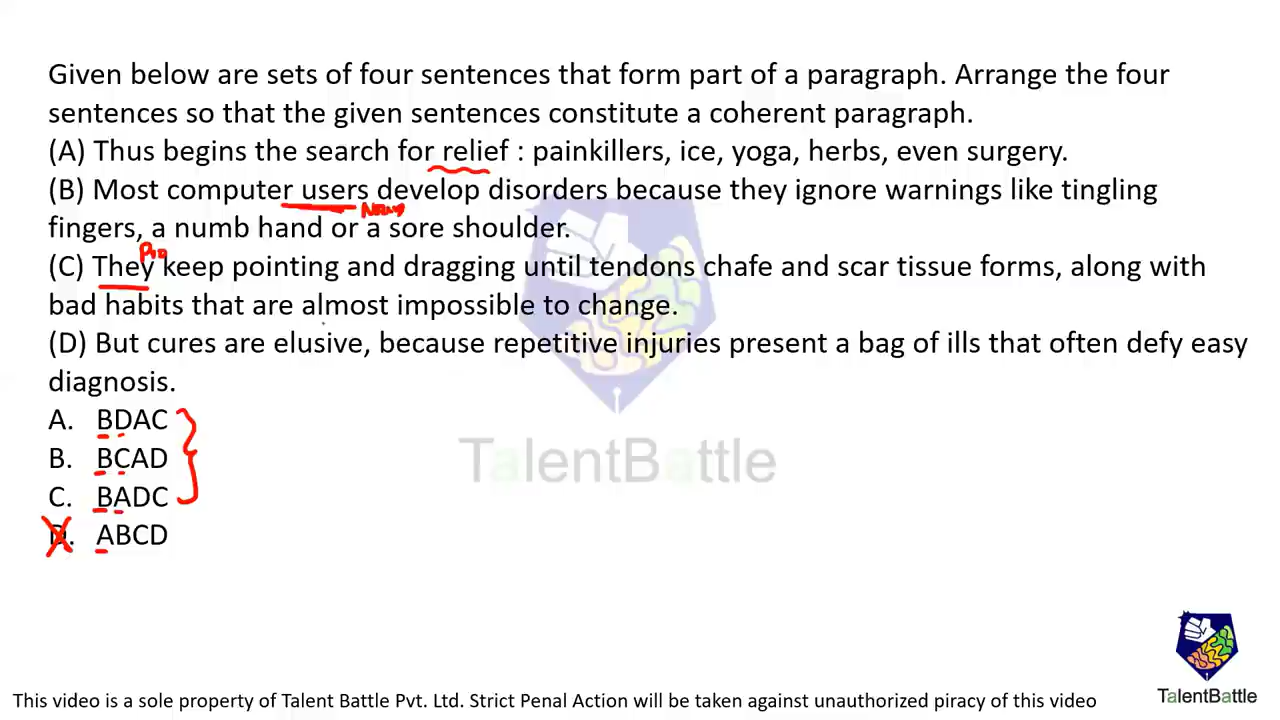 Given below are sets of four sentences that form part of a paragraph. Arrange the four
sentences so that the given sentences constitute a coherent paragraph.
(A) Thus begins the search for relief : painkillers, ice, yoga, herbs, even surgery.
(B) Most computer users develop disorders because they ignore warnings like tingling
Noun
fingers, a numb hand or a sore shoulder.
Pro
(C) They keep pointing and dragging until tendons chafe and scar tissue forms, along with
bad habits that are almost impossible to change.
(D) But cures are elusive, because repetitive injuries present a bag of ills that often defy easy
diagnosis.
A. BDAC
B. BCAD
C. BADC
D. ABCD
TalentBattle
TalentBattle
This video is a sole property of Talent Battle Pvt. Ltd. Strict Penal Action will be taken against unauthorized piracy of this video